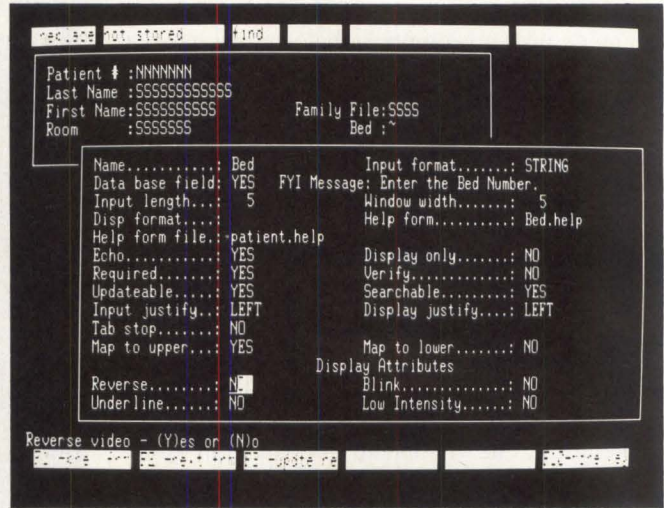 replace not stored find
Patient # :NNNNNNN
Last Name :SSSSSSSSSSSS
First Name:SSSSSSSSSS Family File:SSSS
Room :SSSSSSS Bed :~
Name...........: Bed Input format.......: STRING
Data base field: YES FYI Message: Enter the Bed Number.
Input length...: 5 Window width.......: 5
Disp format....: Help form..........: Bed.help
Help form file.: patient.help
Echo...........: YES Display only.......: NO
Required.......: YES Verify.............: NO
Updateable.....: YES Searchable.........: YES
Input justify..: LEFT Display justify....: LEFT
Tab stop.......: NO
Map to upper...: YES Map to lower.......: NO
Display Attributes
Reverse........: NO Blink..............: NO
Underline......: NO Low Intensity......: NO
Reverse video - (Y)es or (N)o